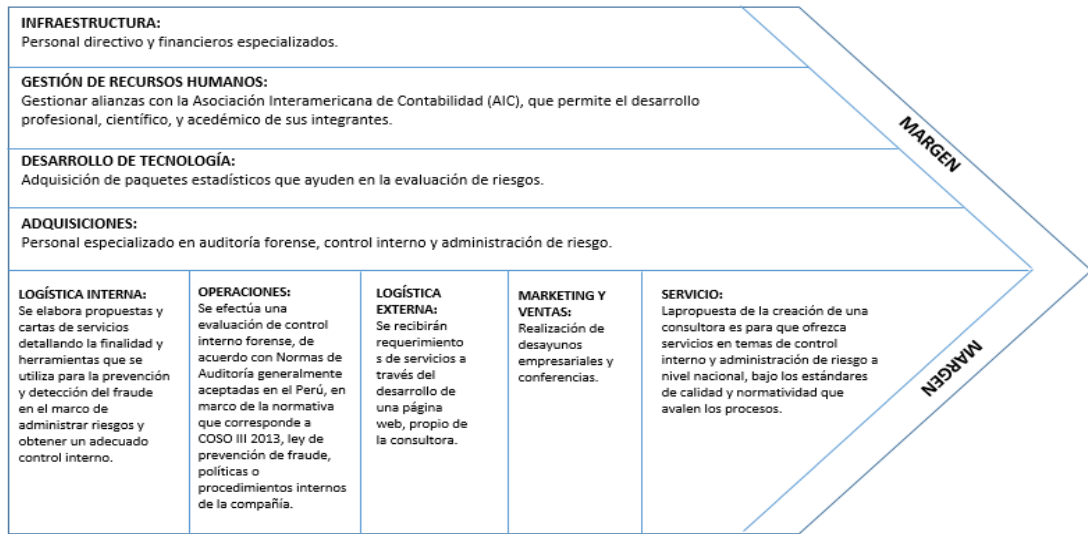 INFRAESTRUCTURA:
Personal directivo y financieros especializados.
GESTIÓN DE RECURSOS HUMANOS:
Gestionar alianzas con la Asociación Interamericana de Contabilidad (AIC), que permite el desarrollo
profesional, científico, y acedémico de sus integrantes.
DESARROLLO DE TECNOLOGÍA:
Adquisición de paquetes estadísticos que ayuden en la evaluación de riesgos.
ADQUISICIONES:
Personal especializado en auditoría forense, control interno y administración de riesgo.
MARGEN
LOGÍSTICA INTERNA:
Se elabora propuestas y
cartas de servicios
detallando la finalidad y
herramientas que se
utiliza para la prevención
y detección del fraude
en el marco de
administrar riesgos y
obtener un adecuado
control interno.
OPERACIONES:
Se efectúa una
evaluación de control
interno forense, de
acuerdo con Normas de
Auditoría generalmente
aceptadas en el Perú, en
marco de la normativa
que corresponde a
COSO III 2013, ley de
prevención de fraude,
políticas o
procedimientos internos
de la compañía.
LOGÍSTICA
EXTERNA:
Se recibirán
requerimiento
s de servicios a
través del
desarrollo de
una página
web, propio de
la consultora.
MARKETING Y
VENTAS:
Realización de
desayunos
empresariales y
conferencias.
SERVICIO:
Lapropuesta de la creación de una
consultora es para que ofrezca
servicios en temas de control
interno y administración de riesgo a
nivel nacional, bajo los estándares
de calidad y normatividad que
avalen los procesos.
MARGEN